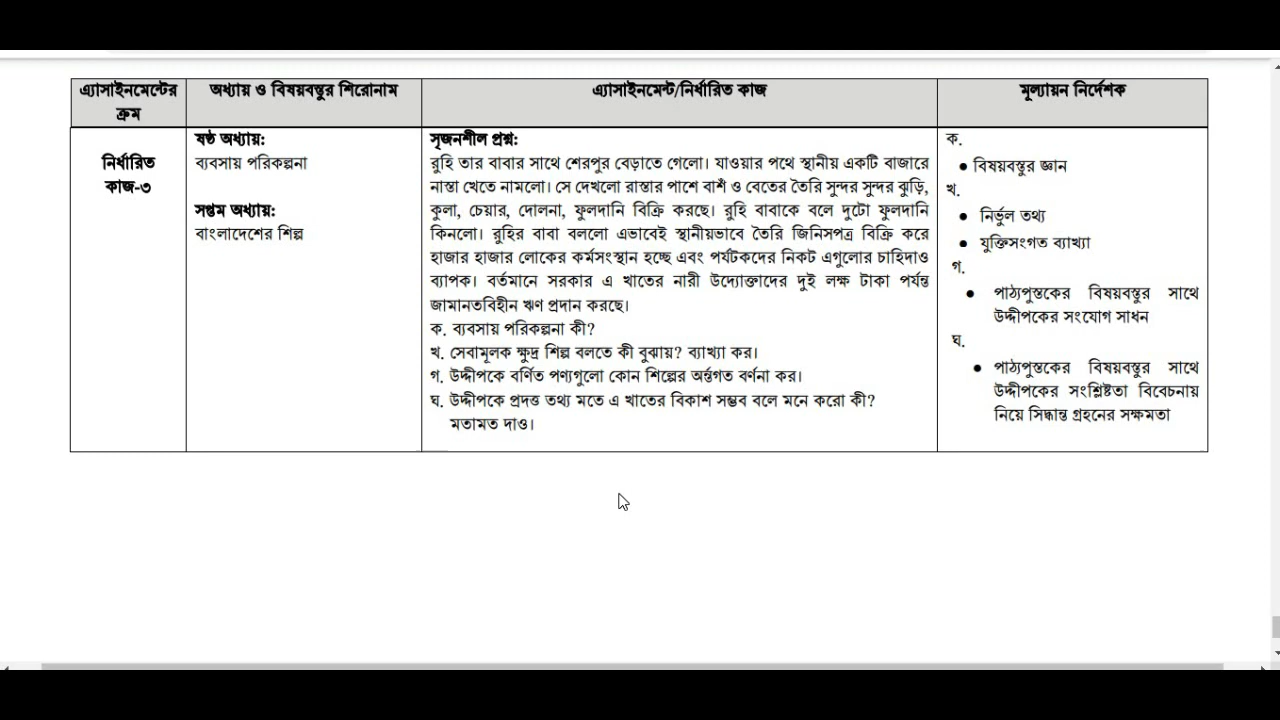 এ্যাসাইনমেন্টের
ক্রম
অধ্যায় ও বিষয়বস্তুর শিরোনাম
এ্যাসাইনমেন্ট/নির্ধারিত কাজ
মূল্যায়ন নির্দেশক
নির্ধারিত
কাজ-৩
ষষ্ঠ অধ্যায়:
ব্যবসায় পরিকল্পনা
সপ্তম অধ্যায়:
বাংলাদেশের শিল্প
সৃজনশীল প্রশ্ন:
রুহি তার বাবার সাথে শেরপুর বেড়াতে গেলো। যাওয়ার পথে স্থানীয় একটি বাজারে
নাস্তা খেতে নামলো। সে দেখলো রাস্তার পাশে বাশঁ ও বেতের তৈরি সুন্দর সুন্দর ঝুড়ি,
কুলা, চেয়ার, দোলনা, ফুলদানি বিক্রি করছে। রুহি বাবাকে বলে দুটো ফুলদানি
কিনলো। রুহির বাবা বললো এভাবেই স্থানীয়ভাবে তৈরি জিনিসপত্র বিক্রি করে
হাজার হাজার লোকের কর্মসংস্থান হচ্ছে এবং পর্যটকদের নিকট এগুলোর চাহিদাও
ব্যাপক। বর্তমানে সরকার এ খাতের নারী উদ্যোক্তাদের দুই লক্ষ টাকা পর্যন্ত
জামানতবিহীন ঋণ প্রদান করছে।
ক. ব্যবসায় পরিকল্পনা কী?
খ. সেবামূলক ক্ষুদ্র শিল্প বলতে কী বুঝায়? ব্যাখ্যা কর।
গ. উদ্দীপকে বর্ণিত পণ্যগুলো কোন শিল্পের অর্ন্তগত বর্ণনা কর।
ঘ. উদ্দীপকে প্রদত্ত তথ্য মতে এ খাতের বিকাশ সম্ভব বলে মনে করো কী?
মতামত দাও।
ক.
• বিষয়বস্তুর জ্ঞান
খ.
• নির্ভুল তথ্য
• যুক্তিসংগত ব্যাখ্যা
গ.
• পাঠ্যপুস্তকের বিষয়বস্তুর সাথে
উদ্দীপকের সংযোগ সাধন
ঘ.
• পাঠ্যপুস্তকের বিষয়বস্তুর সাথে
উদ্দীপকের সংশ্লিষ্টতা বিবেচনায়
নিয়ে সিদ্ধান্ত গ্রহনের সক্ষমতা